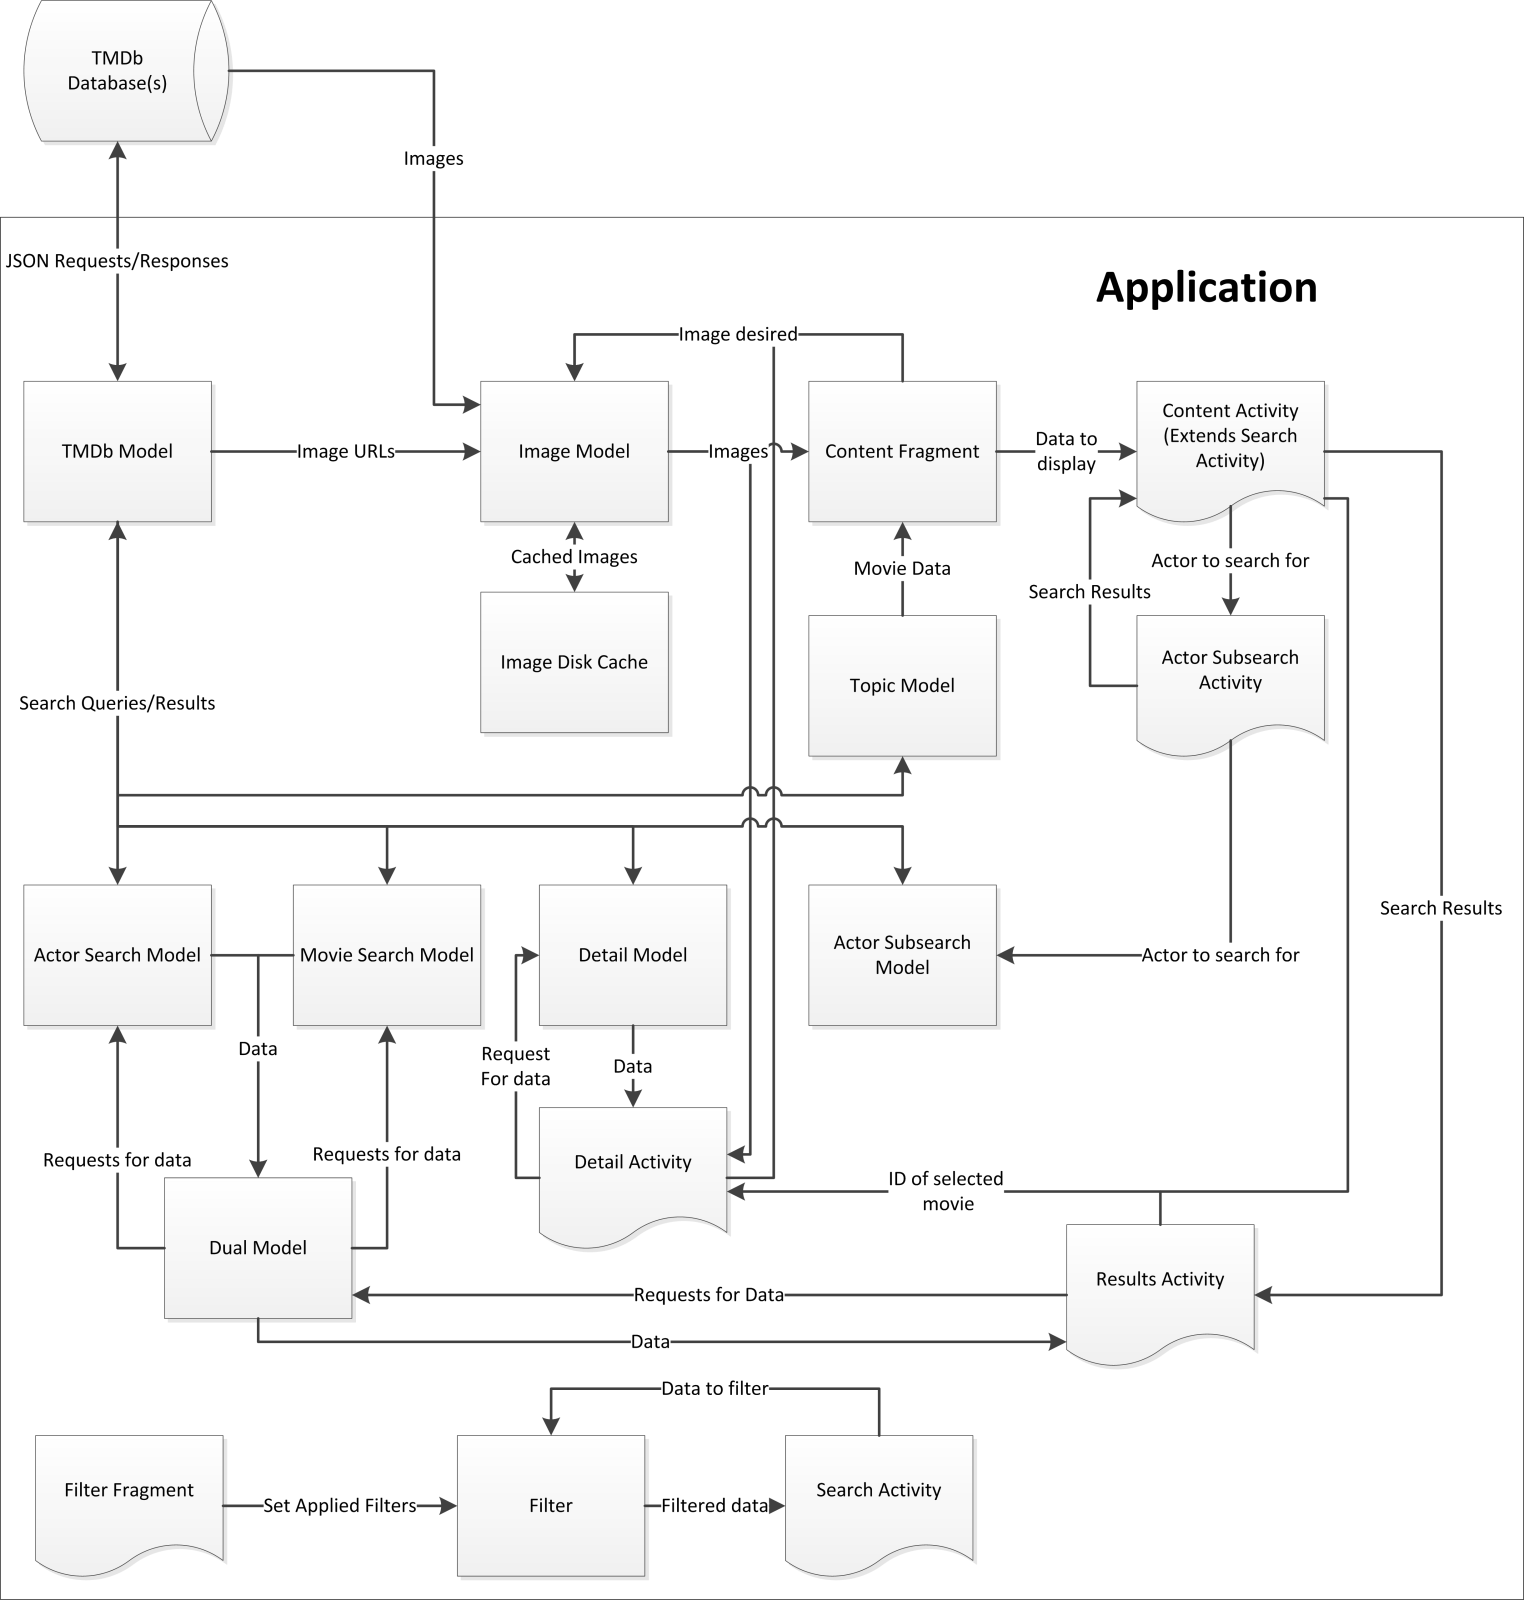 TMDb
Database(s)
Images
JSON Requests/Responses
Application
Image desired
TMDb Model
Image URLs
Image Model
Images
Content Fragment
Data to
display
Content Activity
(Extends Search
Activity)
Cached Images
Movie Data
Actor to search for
Search Results
Image Disk Cache
Topic Model
Actor Subsearch
Activity
Search Queries/Results
Search Results
Actor Search Model
Movie Search Model
Detail Model
Actor Subsearch
Model
Actor to search for
Data
Request
For data
Data
Requests for data
Requests for data
Detail Activity
ID of selected
movie
Dual Model
Results Activity
Requests for Data
Data
Data to filter
Filter Fragment
Set Applied Filters
Filter
Filtered data
Search Activity